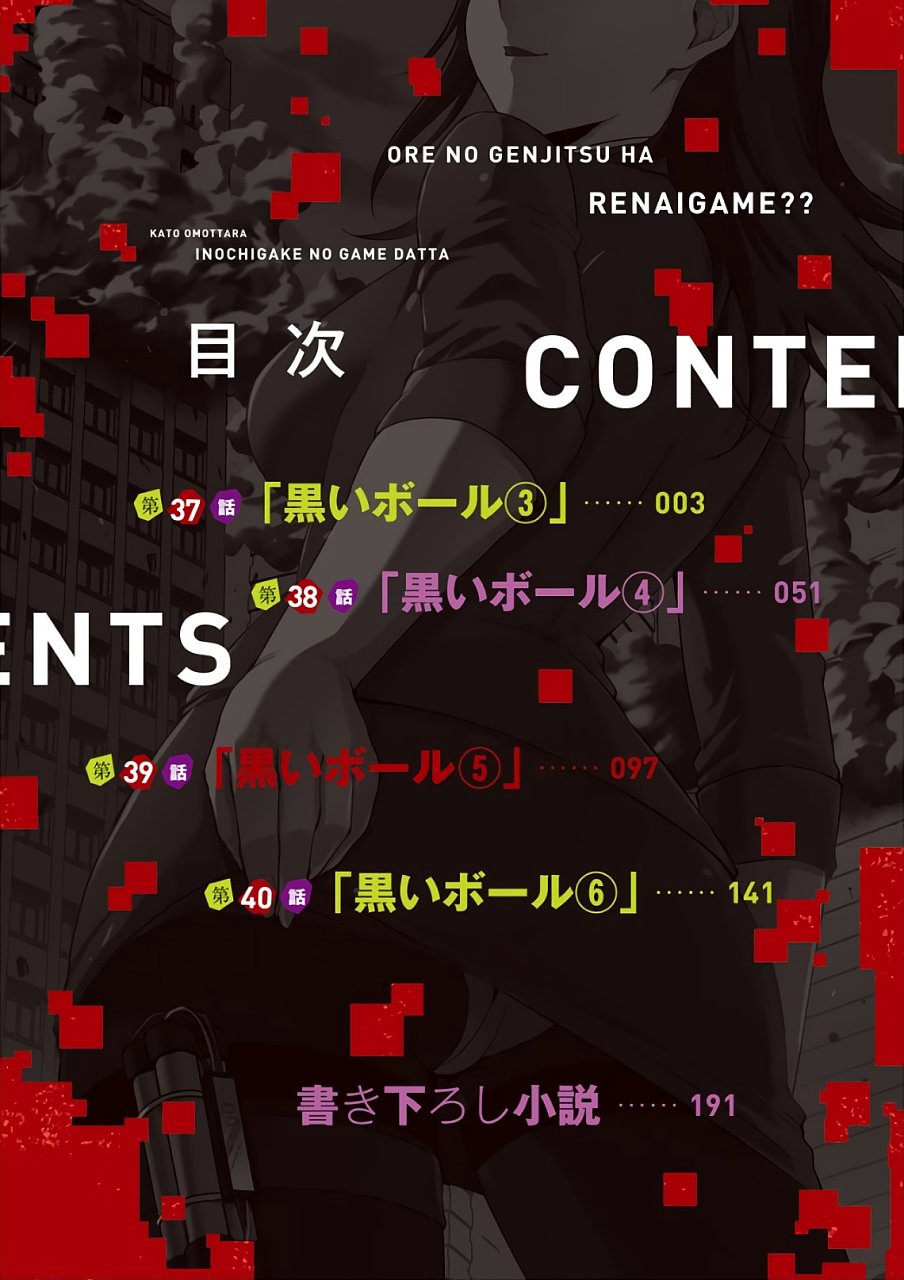 ORE NO GENJITSU HA
RENAIGAME??
KATO OMOTTARA
INOCHIGAKE NO GAME DATTA
目次
CONTE
ENTS
第37話「黒いボール③」……003
第38話「黒いボール④」……051
第39話「黒いボール⑤」……097
第40話「黒いボール⑥」……141
書き下ろし小説……191